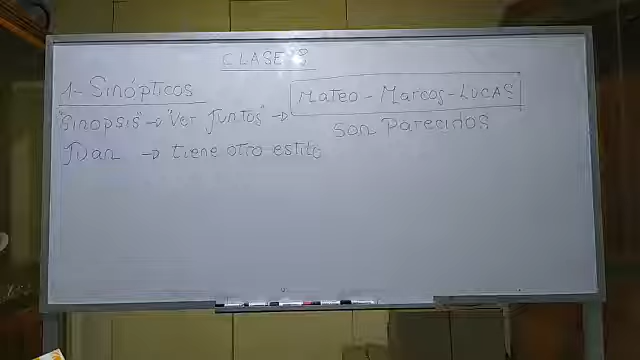 CLASE 8
1- Sinópticos
"Sinopsis" → "Ver juntos" → Mateo - Marcos - LUCAS
son Parecidos
Juan → tiene otro estilo